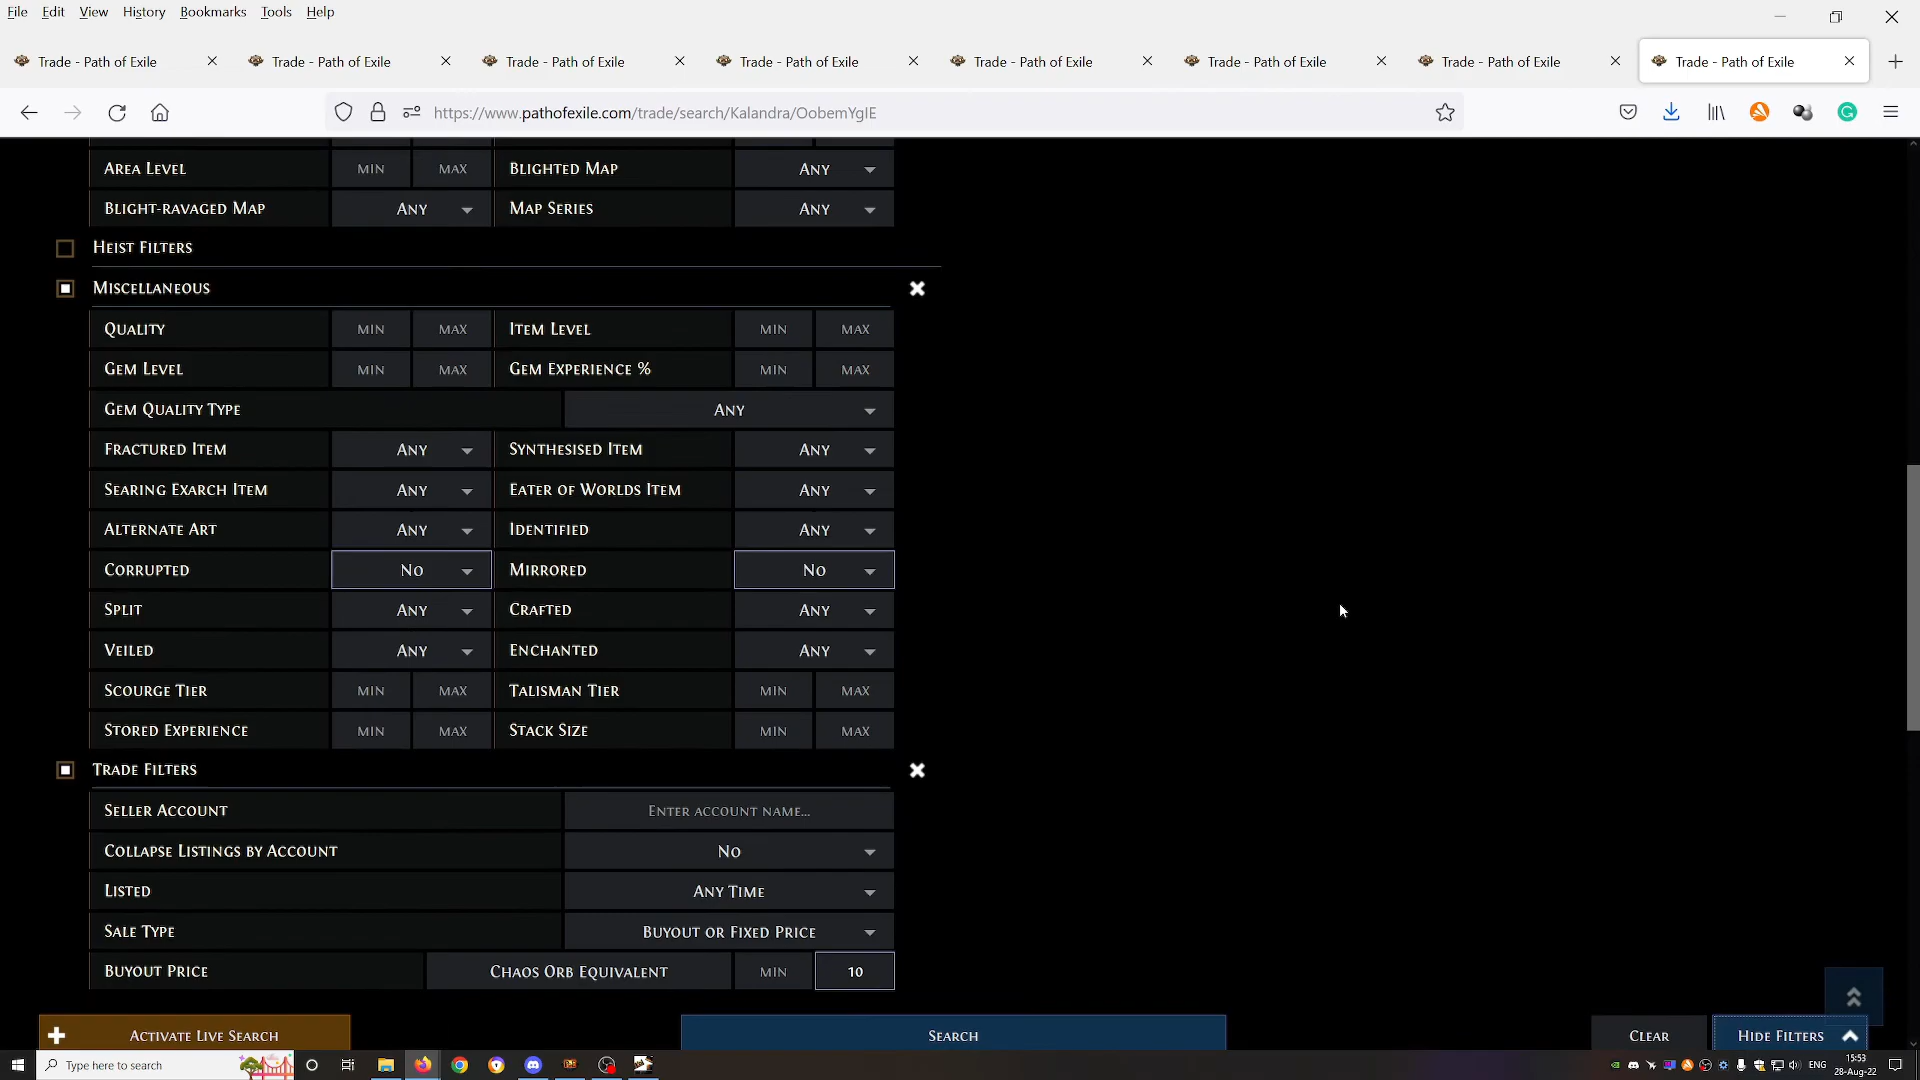 File Edit View History Bookmarks Tools Help
Trade - Path of Exile Trade - Path of Exile Trade - Path of Exile Trade - Path of Exile Trade - Path of Exile Trade - Path of Exile Trade - Path of Exile Trade - Path of Exile
https://www.pathofexile.com/trade/search/Kalandra/OobemYgIE
Area Level MIN MAX Blighted Map Any
Blight-ravaged Map Any Map Series Any
Heist Filters
Miscellaneous
Quality MIN MAX Item Level MIN MAX
Gem Level MIN MAX Gem Experience % MIN MAX
Gem Quality Type Any
Fractured Item Any Synthesised Item Any
Searing Exarch Item Any Eater of Worlds Item Any
Alternate Art Any Identified Any
Corrupted No Mirrored No
Split Any Crafted Any
Veiled Any Enchanted Any
Scourge Tier MIN MAX Talisman Tier MIN MAX
Stored Experience MIN MAX Stack Size MIN MAX
Trade Filters
Seller Account Enter account name...
Collapse Listings by Account No
Listed Any Time
Sale Type Buyout or Fixed Price
Buyout Price Chaos Orb Equivalent MIN 10
Activate Live Search Search Clear Hide Filters
Type here to search ENG 15:53
28-Aug-22